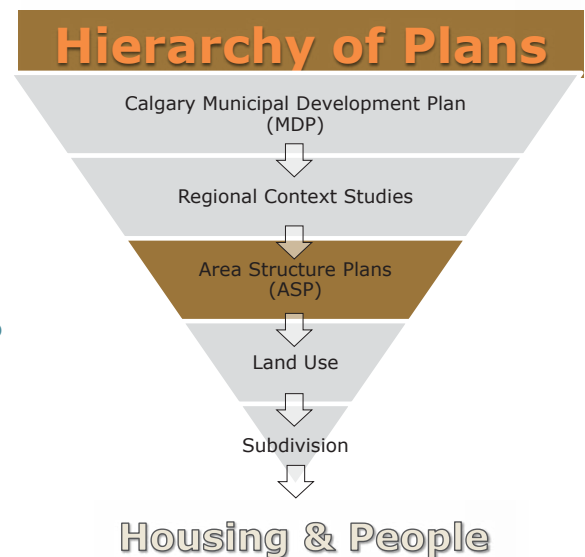 Hierarchy of Plans
Calgary Municipal Development Plan
(MDP)
Regional Context Studies
Area Structure Plans
(ASP)
Land Use
Subdivision
Housing & People